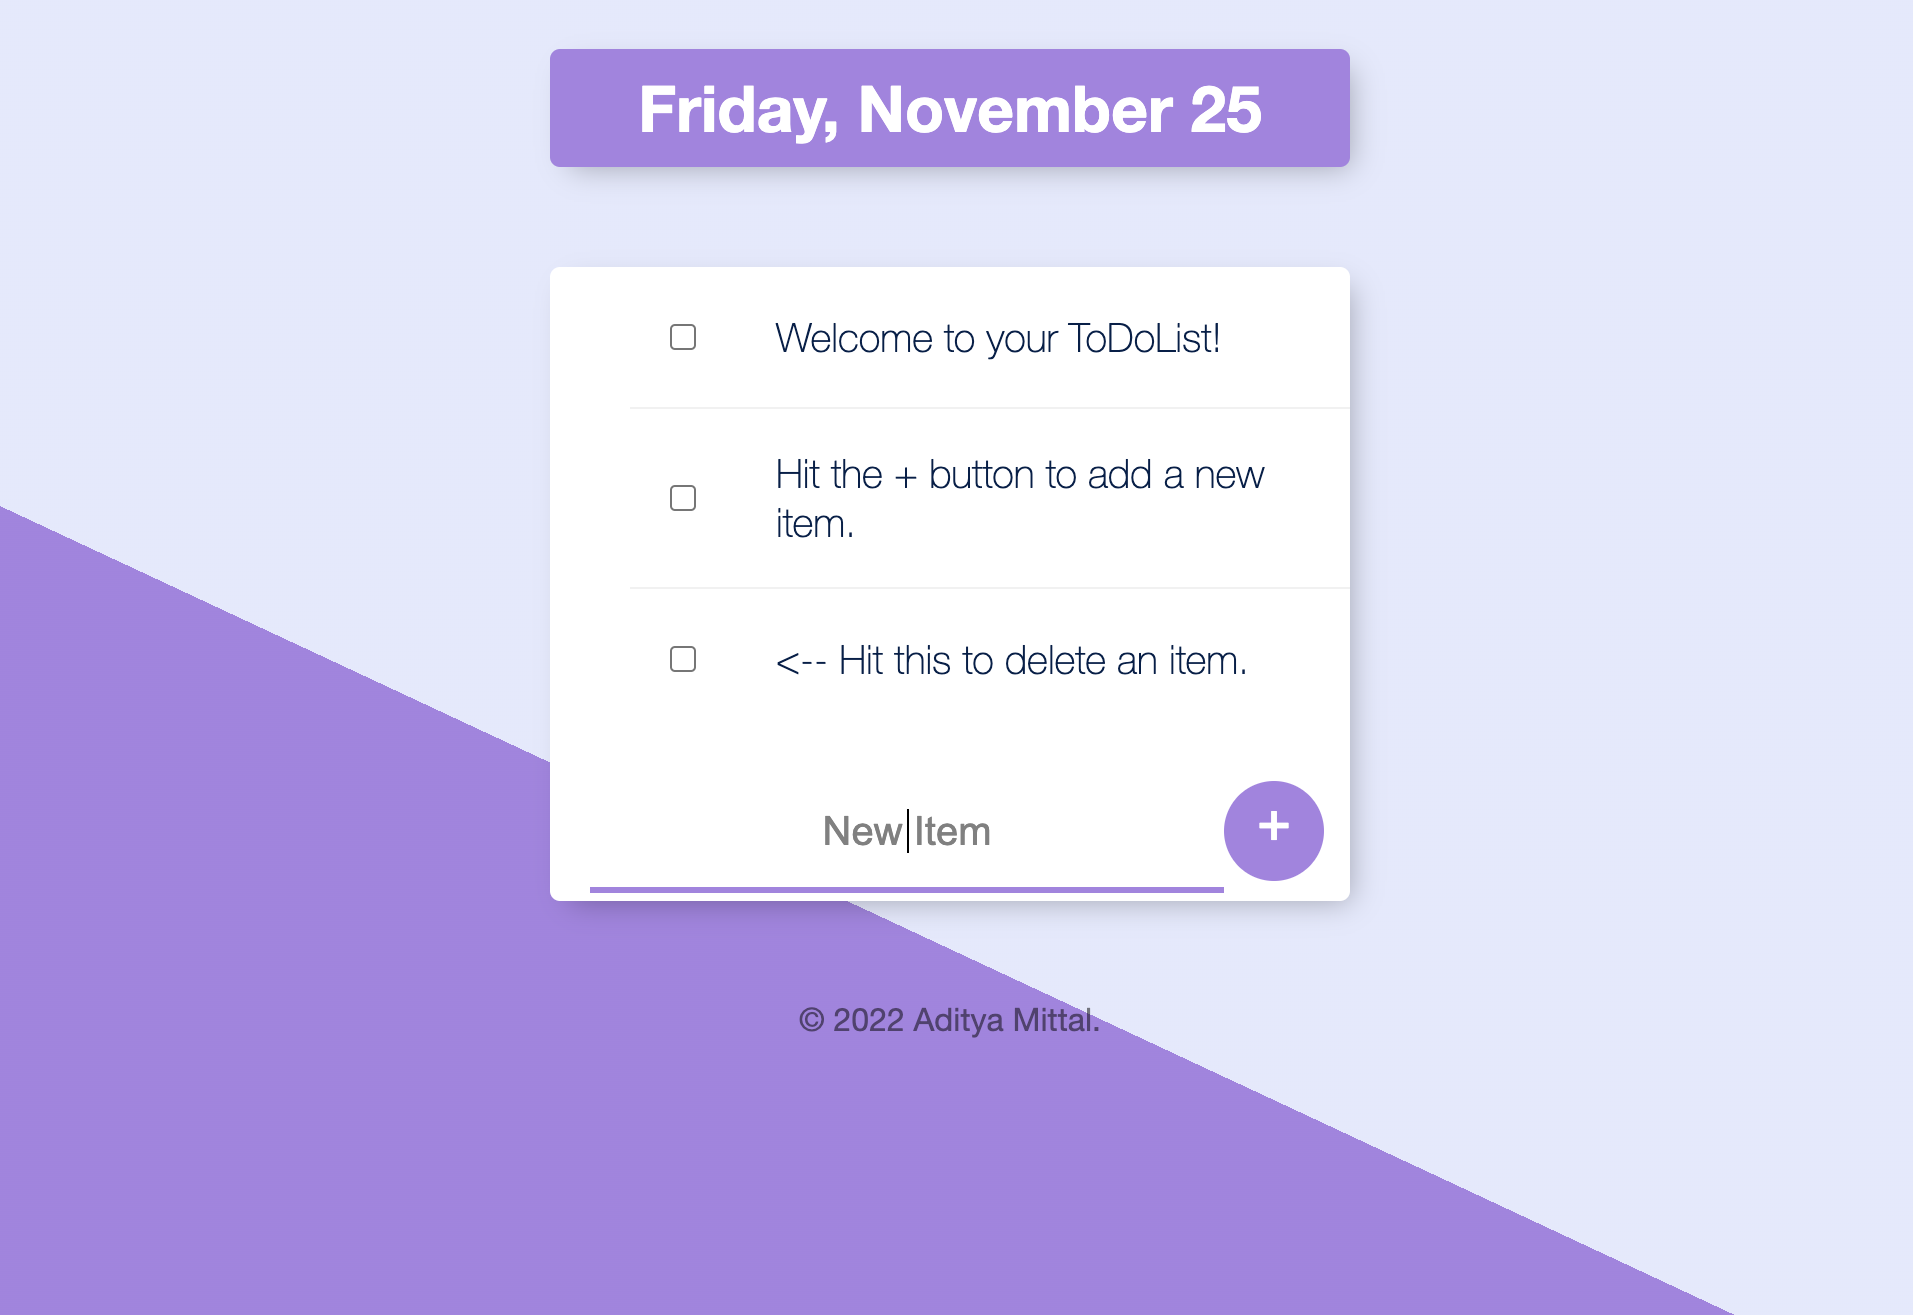 Friday, November 25
Welcome to your ToDoList!
Hit the + button to add a new
item.
<-- Hit this to delete an item.
New Item
+
© 2022 Aditya Mittal.